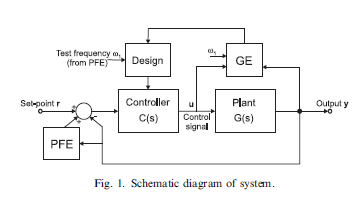 Test frequency ω₁
(from PFE)
Design
ω₁
GE
Set-point r
+
-
+
Controller
C(s)
u
Control
signal
Plant
G(s)
Output y
PFE
Fig. 1. Schematic diagram of system.